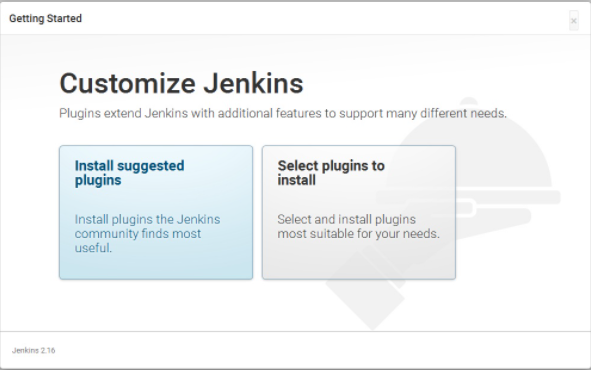 Getting Started
×
Customize Jenkins
Plugins extend Jenkins with additional features to support many different needs.
Install suggested
plugins
Install plugins the Jenkins
community finds most
useful.
Select plugins to
install
Select and install plugins
most suitable for your needs.
Jenkins 2.16